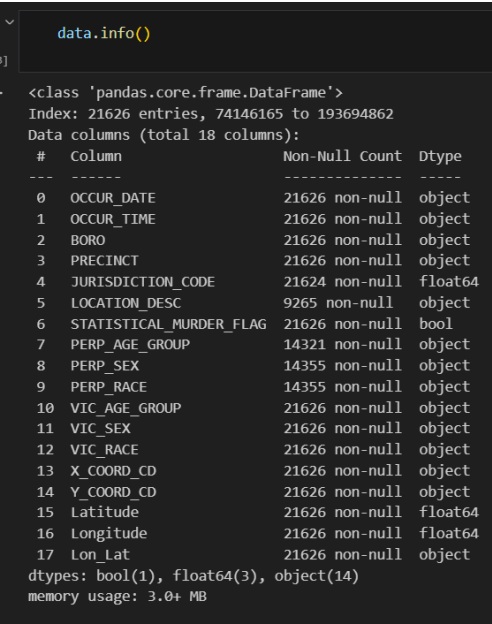 data.info()
3]
<class 'pandas.core.frame.DataFrame'>
Index: 21626 entries, 74146165 to 193694862
Data columns (total 18 columns):
 #   Column                   Non-Null Count  Dtype
---  ------                   --------------  -----
 0   OCCUR_DATE               21626 non-null  object
 1   OCCUR_TIME               21626 non-null  object
 2   BORO                     21626 non-null  object
 3   PRECINCT                 21626 non-null  object
 4   JURISDICTION_CODE        21624 non-null  float64
 5   LOCATION_DESC            9265 non-null   object
 6   STATISTICAL_MURDER_FLAG  21626 non-null  bool
 7   PERP_AGE_GROUP           14321 non-null  object
 8   PERP_SEX                 14355 non-null  object
 9   PERP_RACE                14355 non-null  object
 10  VIC_AGE_GROUP            21626 non-null  object
 11  VIC_SEX                  21626 non-null  object
 12  VIC_RACE                 21626 non-null  object
 13  X_COORD_CD               21626 non-null  object
 14  Y_COORD_CD               21626 non-null  object
 15  Latitude                 21626 non-null  float64
 16  Longitude                21626 non-null  float64
 17  Lon_Lat                  21626 non-null  object
dtypes: bool(1), float64(3), object(14)
memory usage: 3.0+ MB